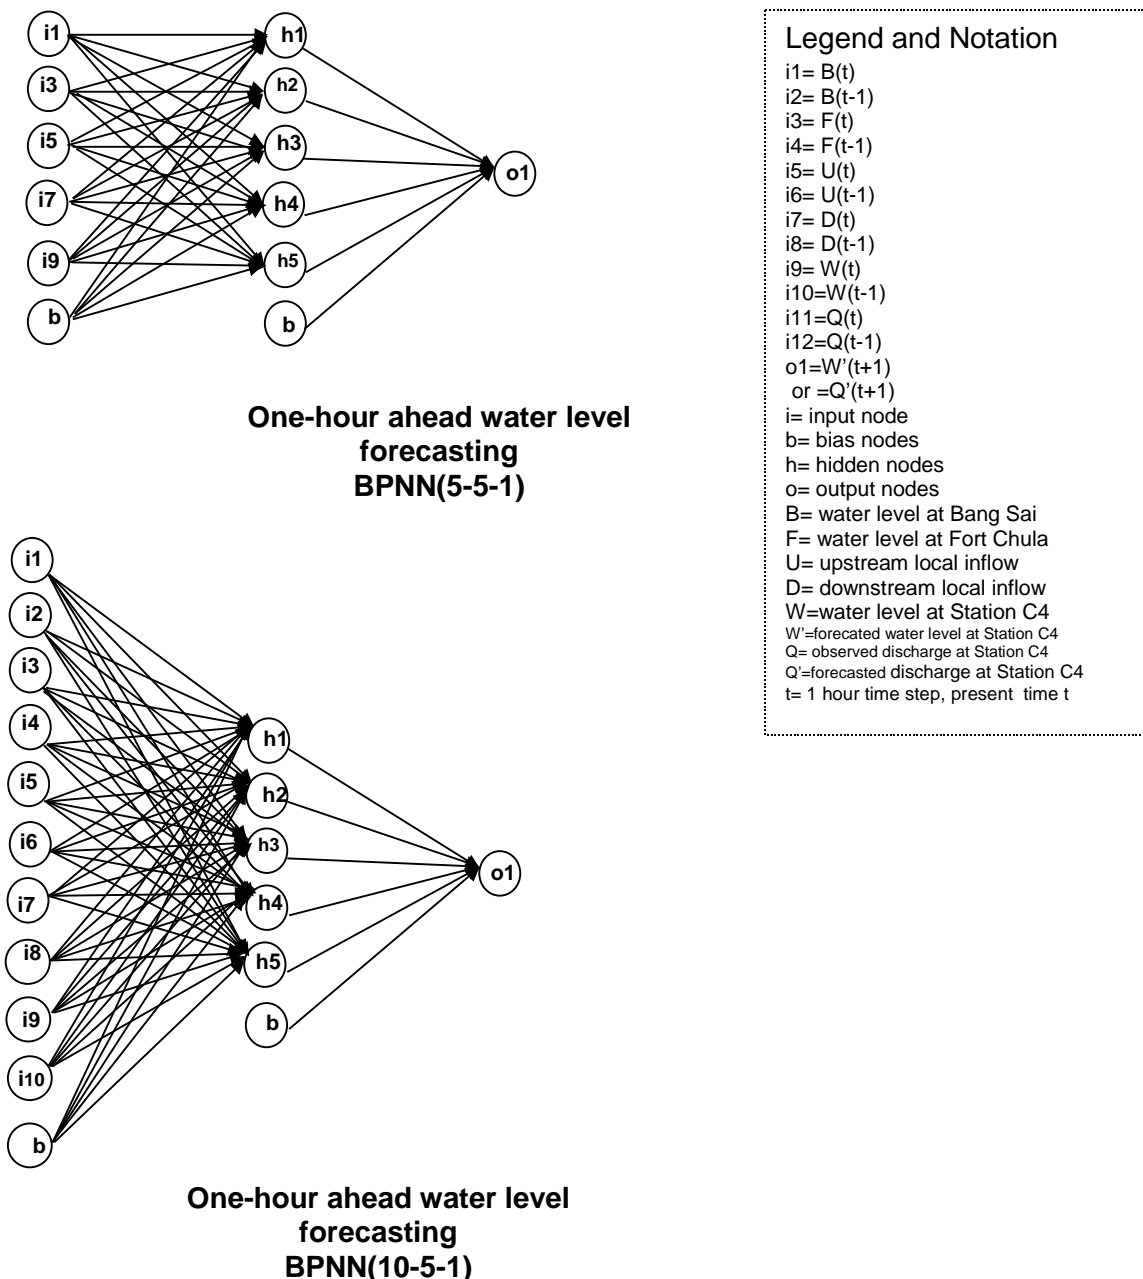 i1
h1
i3
h2
i5
h3
o1
i7
h4
i9
h5
b
b
One-hour ahead water level
forecasting
BPNN(5-5-1)
Legend and Notation
i1= B(t)
i2= B(t-1)
i3= F(t)
i4= F(t-1)
i5= U(t)
i6= U(t-1)
i7= D(t)
i8= D(t-1)
i9= W(t)
i10=W(t-1)
i11=Q(t)
i12=Q(t-1)
o1=W’(t+1)
or =Q’(t+1)
i= input node
b= bias nodes
h= hidden nodes
o= output nodes
B= water level at Bang Sai
F= water level at Fort Chula
U= upstream local inflow
D= downstream local inflow
W=water level at Station C4
W’=forecated water level at Station C4
Q= observed discharge at Station C4
Q’=forecasted discharge at Station C4
t= 1 hour time step, present time t
i1
i2
i3
i4
h1
i5
h2
i6
h3
o1
i7
h4
i8
h5
i9
b
i10
b
One-hour ahead water level
forecasting
BPNN(10-5-1)